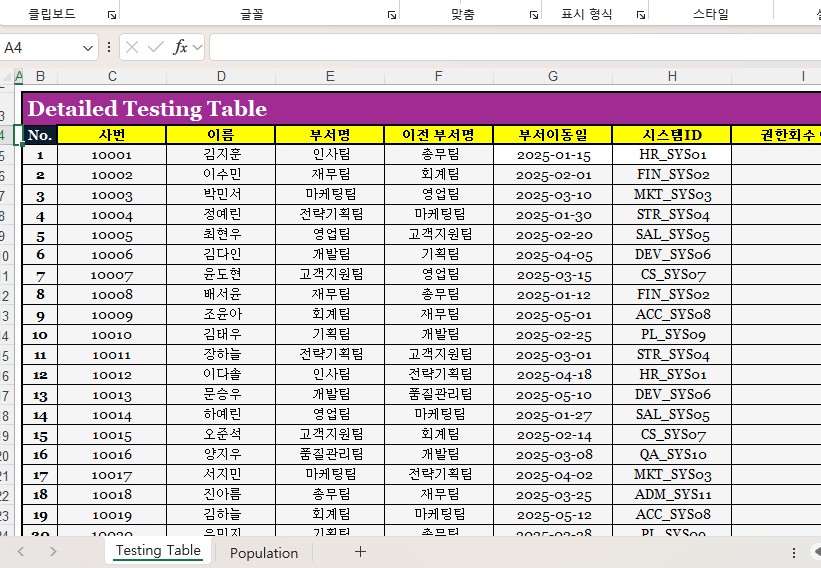 클립보드 글꼴 맞춤 표시 형식 스타일
A4 fx
A B C D E F G H I
3 Detailed Testing Table
4 No. 사번 이름 부서명 이전 부서명 부서이동일 시스템ID 권한회수
5 1 10001 김지훈 인사팀 총무팀 2025-01-15 HR_SYS01
6 2 10002 이수민 재무팀 회계팀 2025-02-01 FIN_SYS02
7 3 10003 박민서 마케팅팀 영업팀 2025-03-10 MKT_SYS03
8 4 10004 정예린 전략기획팀 마케팅팀 2025-01-30 STR_SYS04
9 5 10005 최현우 영업팀 고객지원팀 2025-02-20 SAL_SYS05
10 6 10006 김다인 개발팀 기획팀 2025-04-05 DEV_SYS06
11 7 10007 윤도현 고객지원팀 영업팀 2025-03-15 CS_SYS07
12 8 10008 배서윤 재무팀 총무팀 2025-01-12 FIN_SYS02
13 9 10009 조윤아 회계팀 재무팀 2025-05-01 ACC_SYS08
14 10 10010 김태우 기획팀 개발팀 2025-02-25 PL_SYS09
15 11 10011 장하늘 전략기획팀 고객지원팀 2025-03-01 STR_SYS04
16 12 10012 이다솔 인사팀 전략기획팀 2025-04-18 HR_SYS01
17 13 10013 문승우 개발팀 품질관리팀 2025-05-10 DEV_SYS06
18 14 10014 하예린 영업팀 마케팅팀 2025-01-27 SAL_SYS05
19 15 10015 오준석 고객지원팀 회계팀 2025-02-14 CS_SYS07
20 16 10016 양지우 품질관리팀 개발팀 2025-03-08 QA_SYS10
21 17 10017 서지민 마케팅팀 전략기획팀 2025-04-02 MKT_SYS03
22 18 10018 진아름 총무팀 재무팀 2025-03-25 ADM_SYS11
23 19 10019 김하늘 회계팀 마케팅팀 2025-05-12 ACC_SYS08
24 20 10020 기획팀 총무팀 2025-03-28 PL_SYS09
Testing Table Population +